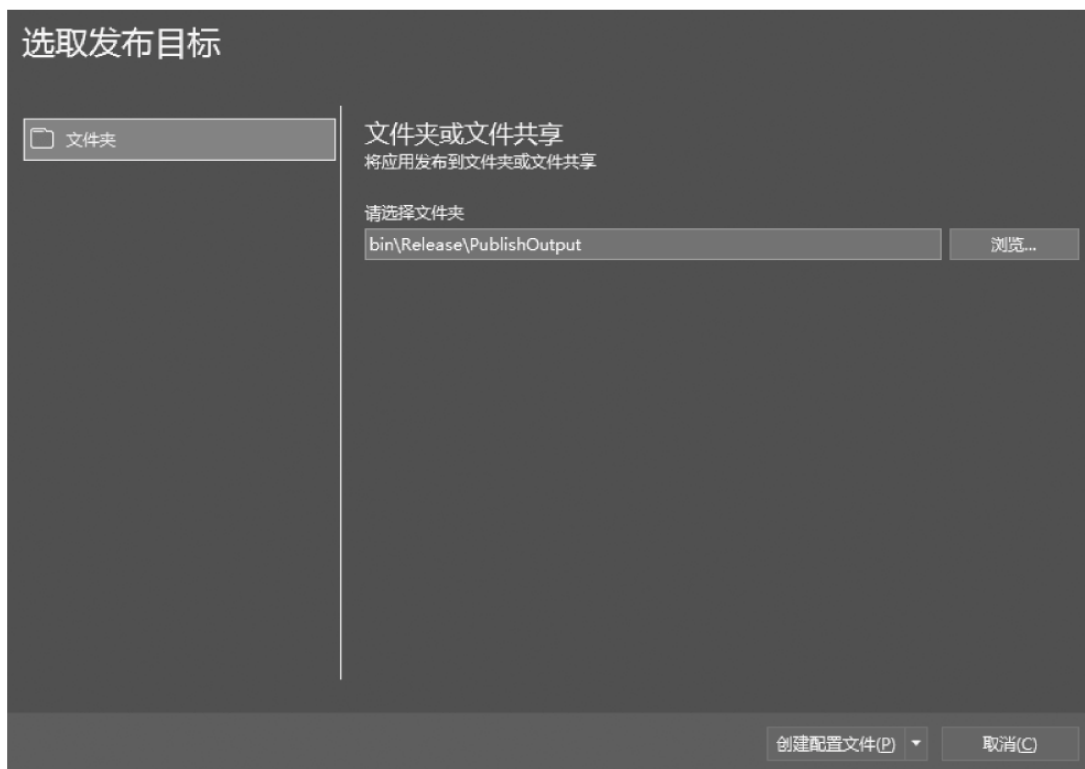 选取发布目标
文件夹
文件夹或文件共享
将应用发布到文件夹或文件共享
请选择文件夹
bin\Release\PublishOutput
浏览...
创建配置文件(P)
取消(C)